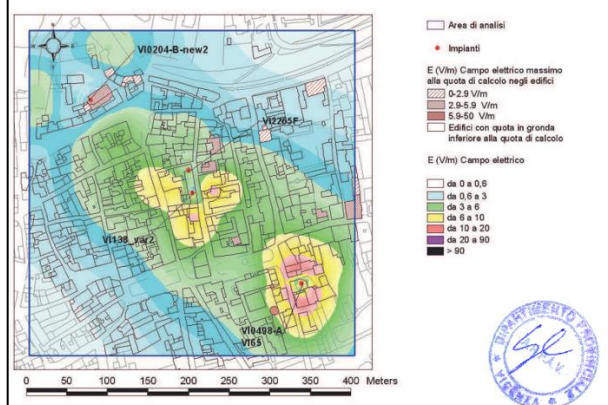 VI0204-B-new2
VI2265F
VI138_var2
VI0498-A
VI65
0 50 100 150 200 250 300 350 400 Meters
Area di analisi
Impianti
E (V/m) Campo elettrico massimo
alla quota di calcolo negli edifici
0-2.9 V/m
2.9-5.9 V/m
5.9-50 V/m
Edifici con quota in gronda
inferiore alla quota di calcolo
E (V/m) Campo elettrico
da 0 a 0,6
da 0,6 a 3
da 3 a 6
da 6 a 10
da 10 a 20
da 20 a 90
> 90
DIPARTIMENTO PROVINCIALE